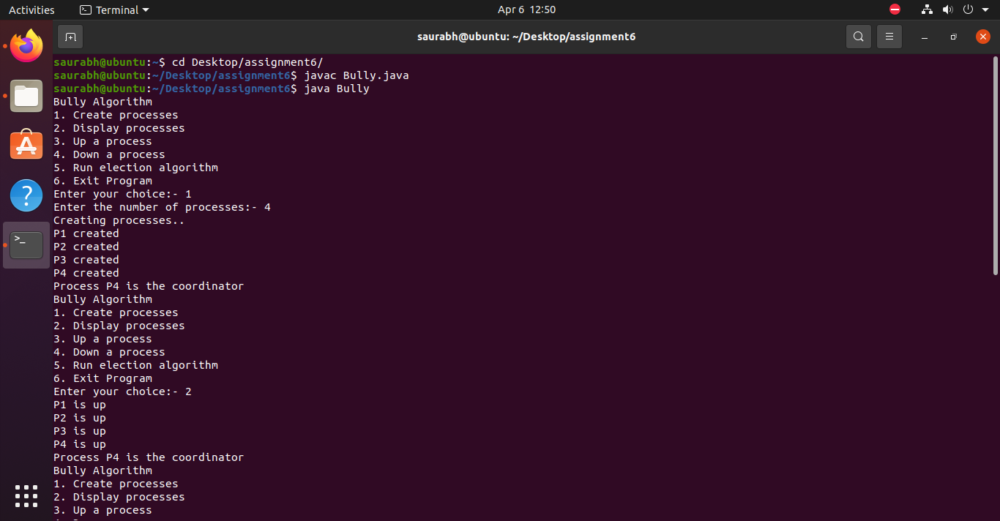 Activities Terminal Apr 6 12:50
saurabh@ubuntu: ~/Desktop/assignment6
saurabh@ubuntu:~$ cd Desktop/assignment6/
saurabh@ubuntu:~/Desktop/assignment6$ javac Bully.java
saurabh@ubuntu:~/Desktop/assignment6$ java Bully
Bully Algorithm
1. Create processes
2. Display processes
3. Up a process
4. Down a process
5. Run election algorithm
6. Exit Program
Enter your choice:- 1
Enter the number of processes:- 4
Creating processes..
P1 created
P2 created
P3 created
P4 created
Process P4 is the coordinator
Bully Algorithm
1. Create processes
2. Display processes
3. Up a process
4. Down a process
5. Run election algorithm
6. Exit Program
Enter your choice:- 2
P1 is up
P2 is up
P3 is up
P4 is up
Process P4 is the coordinator
Bully Algorithm
1. Create processes
2. Display processes
3. Up a process